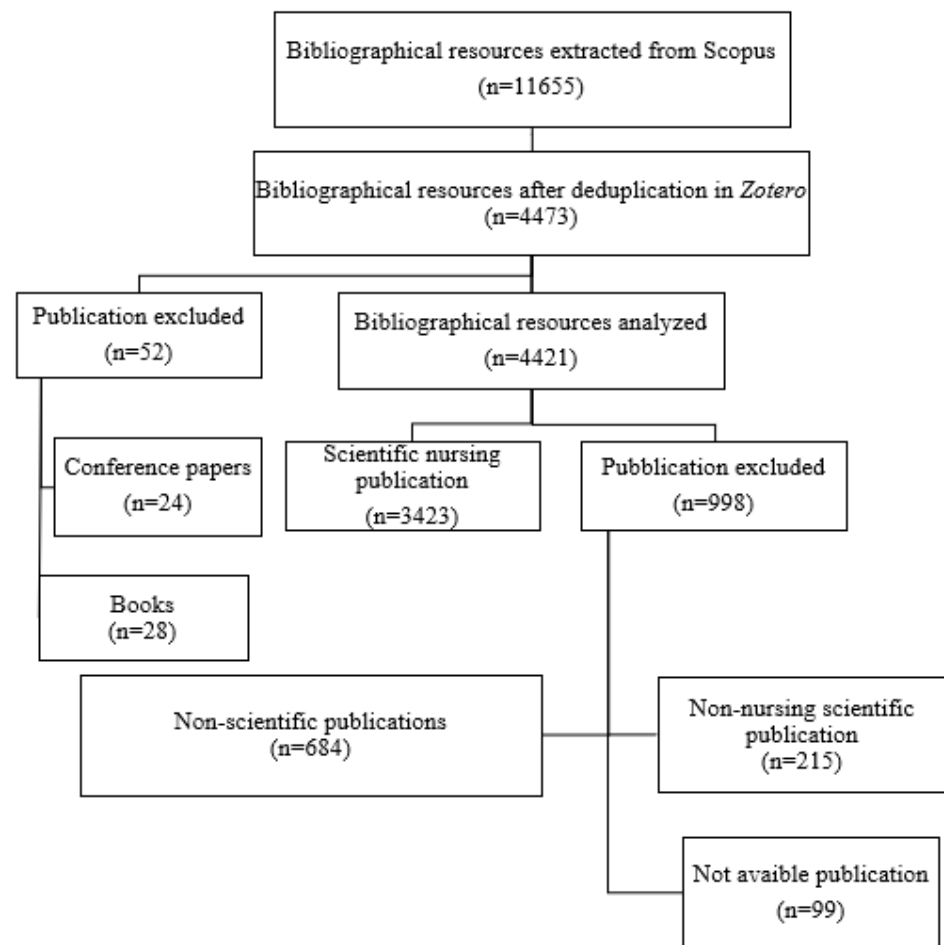 Bibliographical resources extracted from Scopus
(n=11655)
Bibliographical resources after deduplication in Zotero
(n=4473)
Publication excluded
(n=52)
Bibliographical resources analyzed
(n=4421)
Conference papers
(n=24)
Scientific nursing
publication
(n=3423)
Pubblication excluded
(n=998)
Books
(n=28)
Non-scientific publications
(n=684)
Non-nursing scientific
publication
(n=215)
Not avaible publication
(n=99)